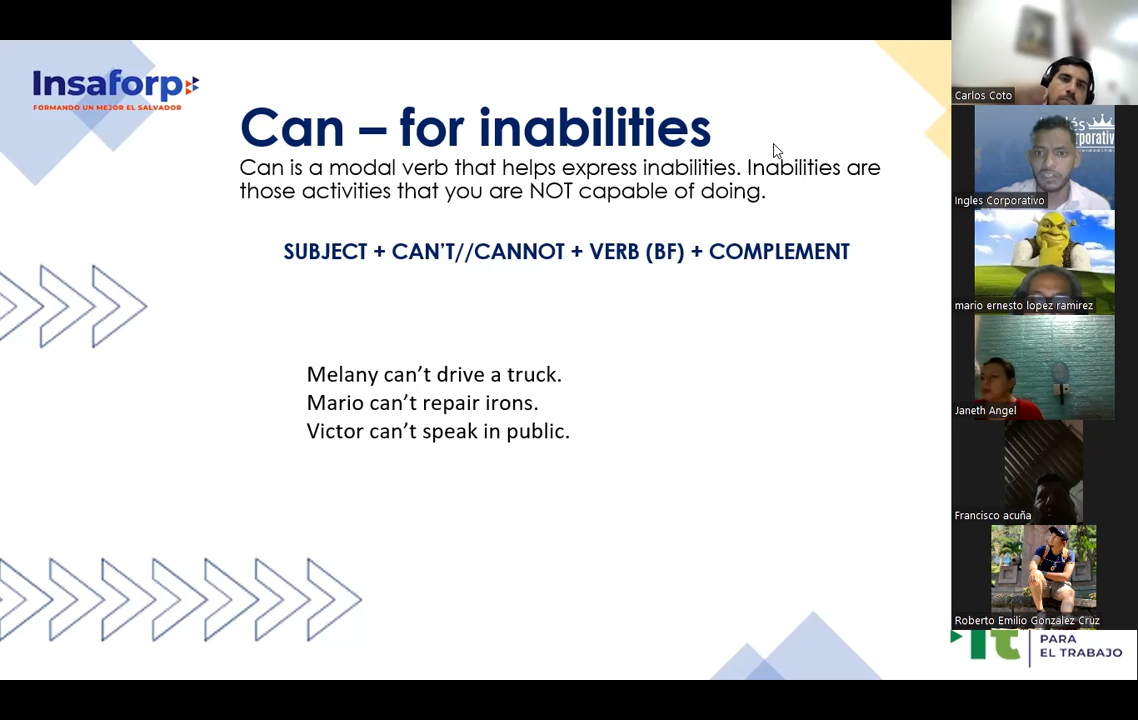 Insaforp
FORMANDO UN MEJOR EL SALVADOR
Can – for inabilities
Can is a modal verb that helps express inabilities. Inabilities are
those activities that you are NOT capable of doing.
SUBJECT + CAN'T//CANNOT + VERB (BF) + COMPLEMENT
Melany can't drive a truck.
Mario can't repair irons.
Victor can't speak in public.
Carlos Coto
Ingles Corporativo
mario ernesto lopez ramirez
Janeth Angel
Francisco acuña
Roberto Emilio Gonzalez Cruz
PARA
EL TRABAJO